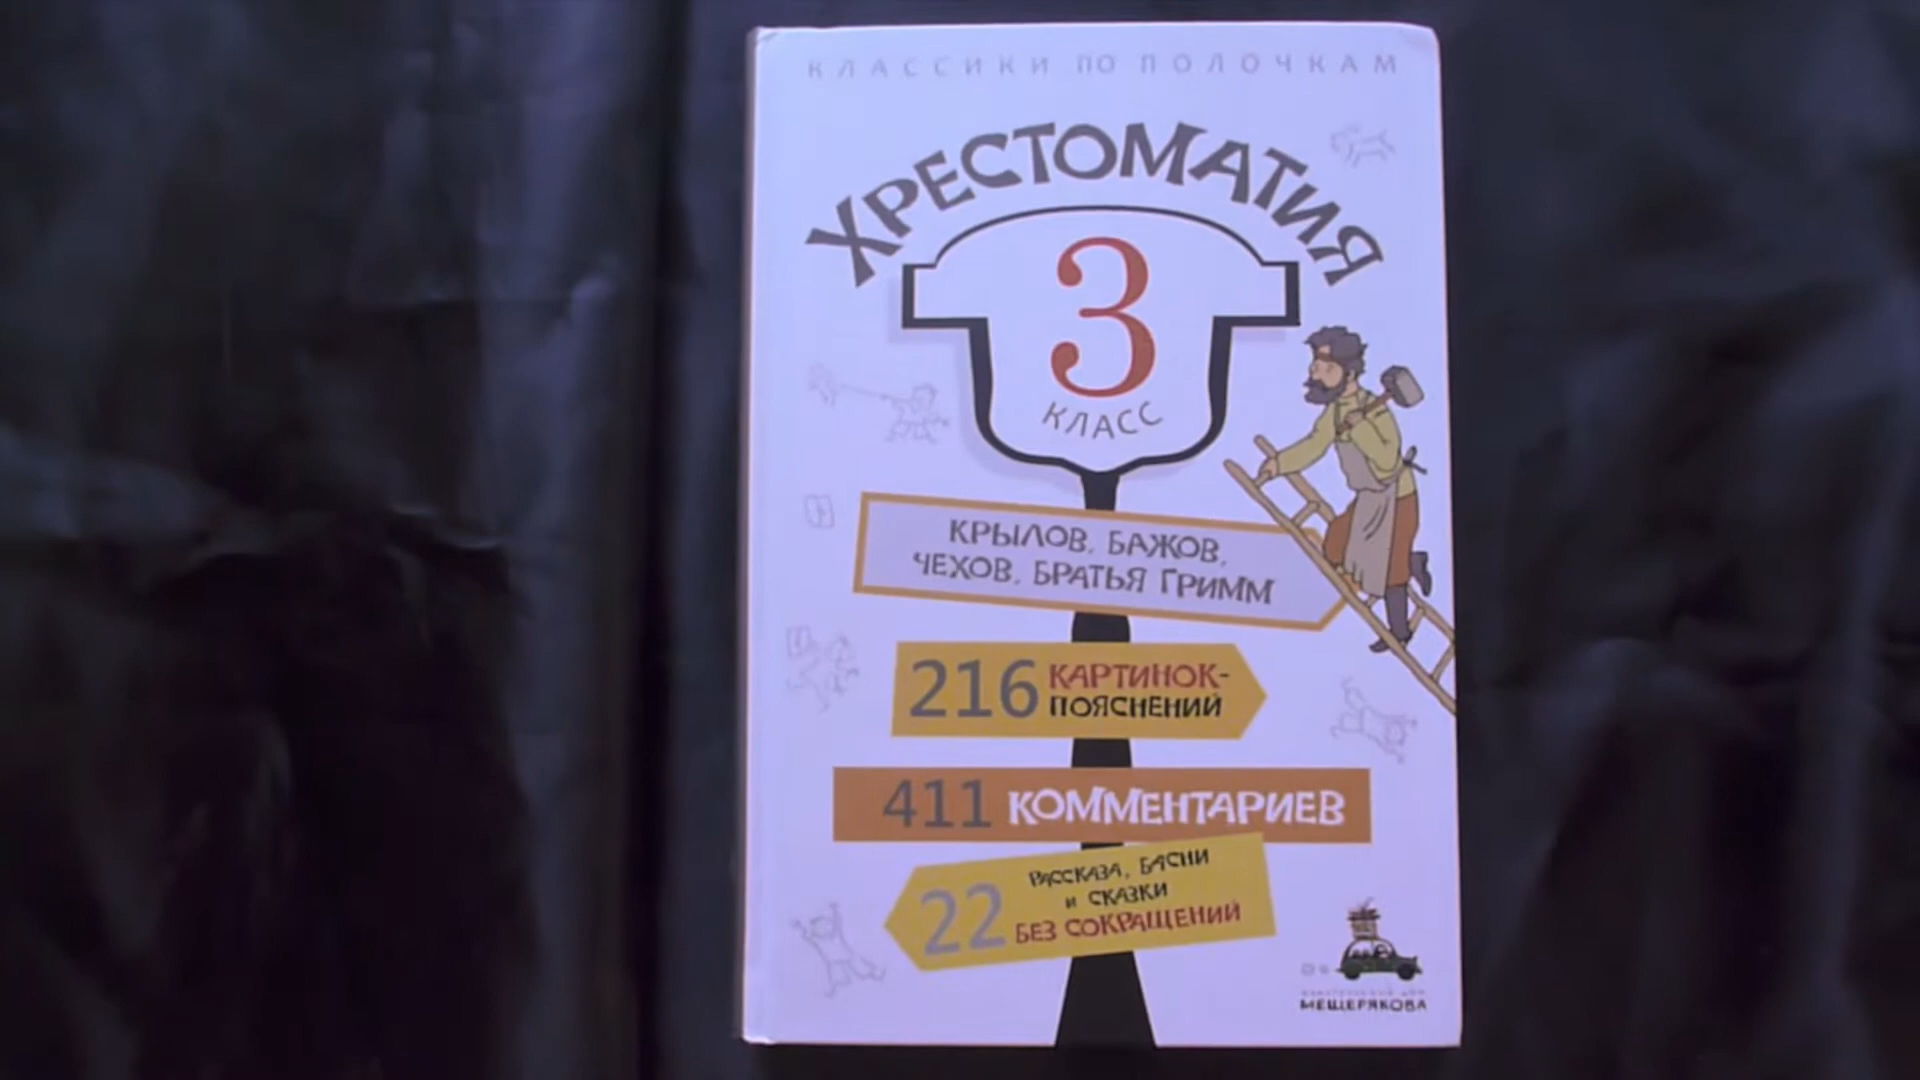 КЛАССИКИ ПО ПОЛОЧКАМ
ХРЕСТОМАТИЯ
3
КЛАСС
КРЫЛОВ, БАЖОВ,
ЧЕХОВ, БРАТЬЯ ГРИММ
216 КАРТИНОК-
ПОЯСНЕНИЙ
411 КОММЕНТАРИЕВ
22 РАССКАЗА, БАСНИ
И СКАЗКИ
БЕЗ СОКРАЩЕНИЙ
МЕЩЕРЯКОВА